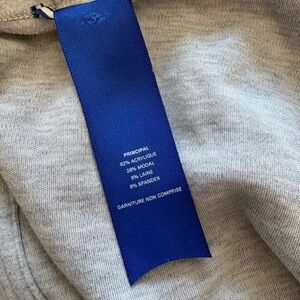 PRINCIPAL
62% ACRYLIQUE
28% MODAL
5% LAINE
5% SPANDEX
GARNITURE NON COMPRISE